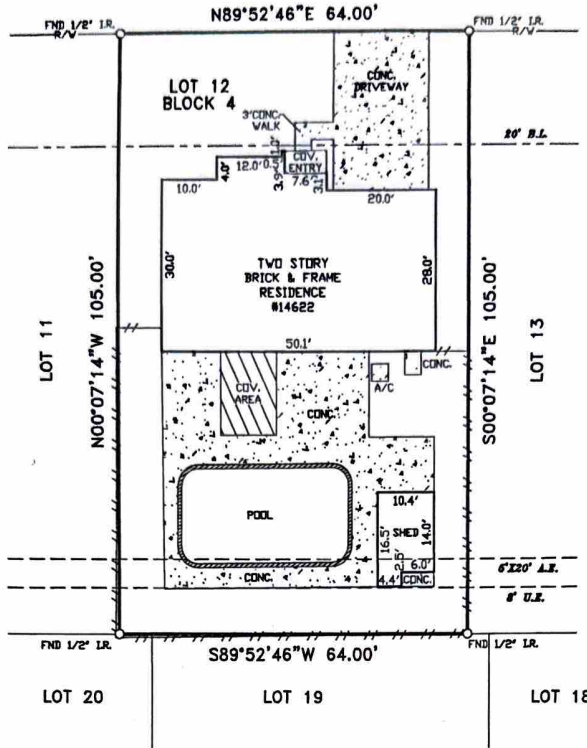 N89°52'46"E 64.00'
FND 1/2" I.R.
R/W
FND 1/2" I.R.
R/W
LOT 12
BLOCK 4
CONC.
DRIVEWAY
3'CONC.
WALK
20' B.L.
1.0'
COV.
ENTRY
12.0'
0.5'
4.0'
3.9'
7.6'
3.1'
10.0'
20.0'
30.0'
TWO STORY
BRICK & FRAME
RESIDENCE
#14622
28.0'
LOT 11
N00°07'14"W 105.00'
S00°07'14"E 105.00'
LOT 13
50.1'
CONC.
A/C
COV.
AREA
CONC.
10.4'
POOL
16.5'
SHED
14.0'
2.5'
6.0'
6'X20' A.E.
CONC.
4.4'
CONC.
8' U.E.
FND 1/2" I.R.
FND 1/2" I.R.
S89°52'46"W 64.00'
LOT 20
LOT 19
LOT 18